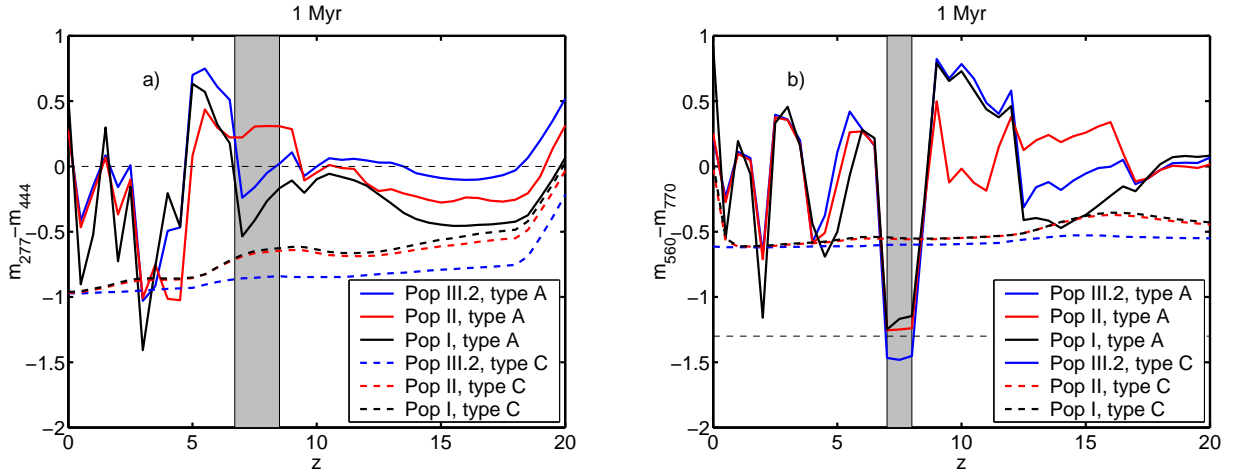 1 Myr
a)
0.5
0
−0.5
−1
−1.5
−2
0
5
10
15
20
z
m277−m444
Pop III.2, type A
Pop II, type A
Pop I, type A
Pop III.2, type C
Pop II, type C
Pop I, type C
1 Myr
b)
0.5
0
−0.5
−1
−1.5
−2
0
5
10
15
20
z
m560−m770
Pop III.2, type A
Pop II, type A
Pop I, type A
Pop III.2, type C
Pop II, type C
Pop I, type C